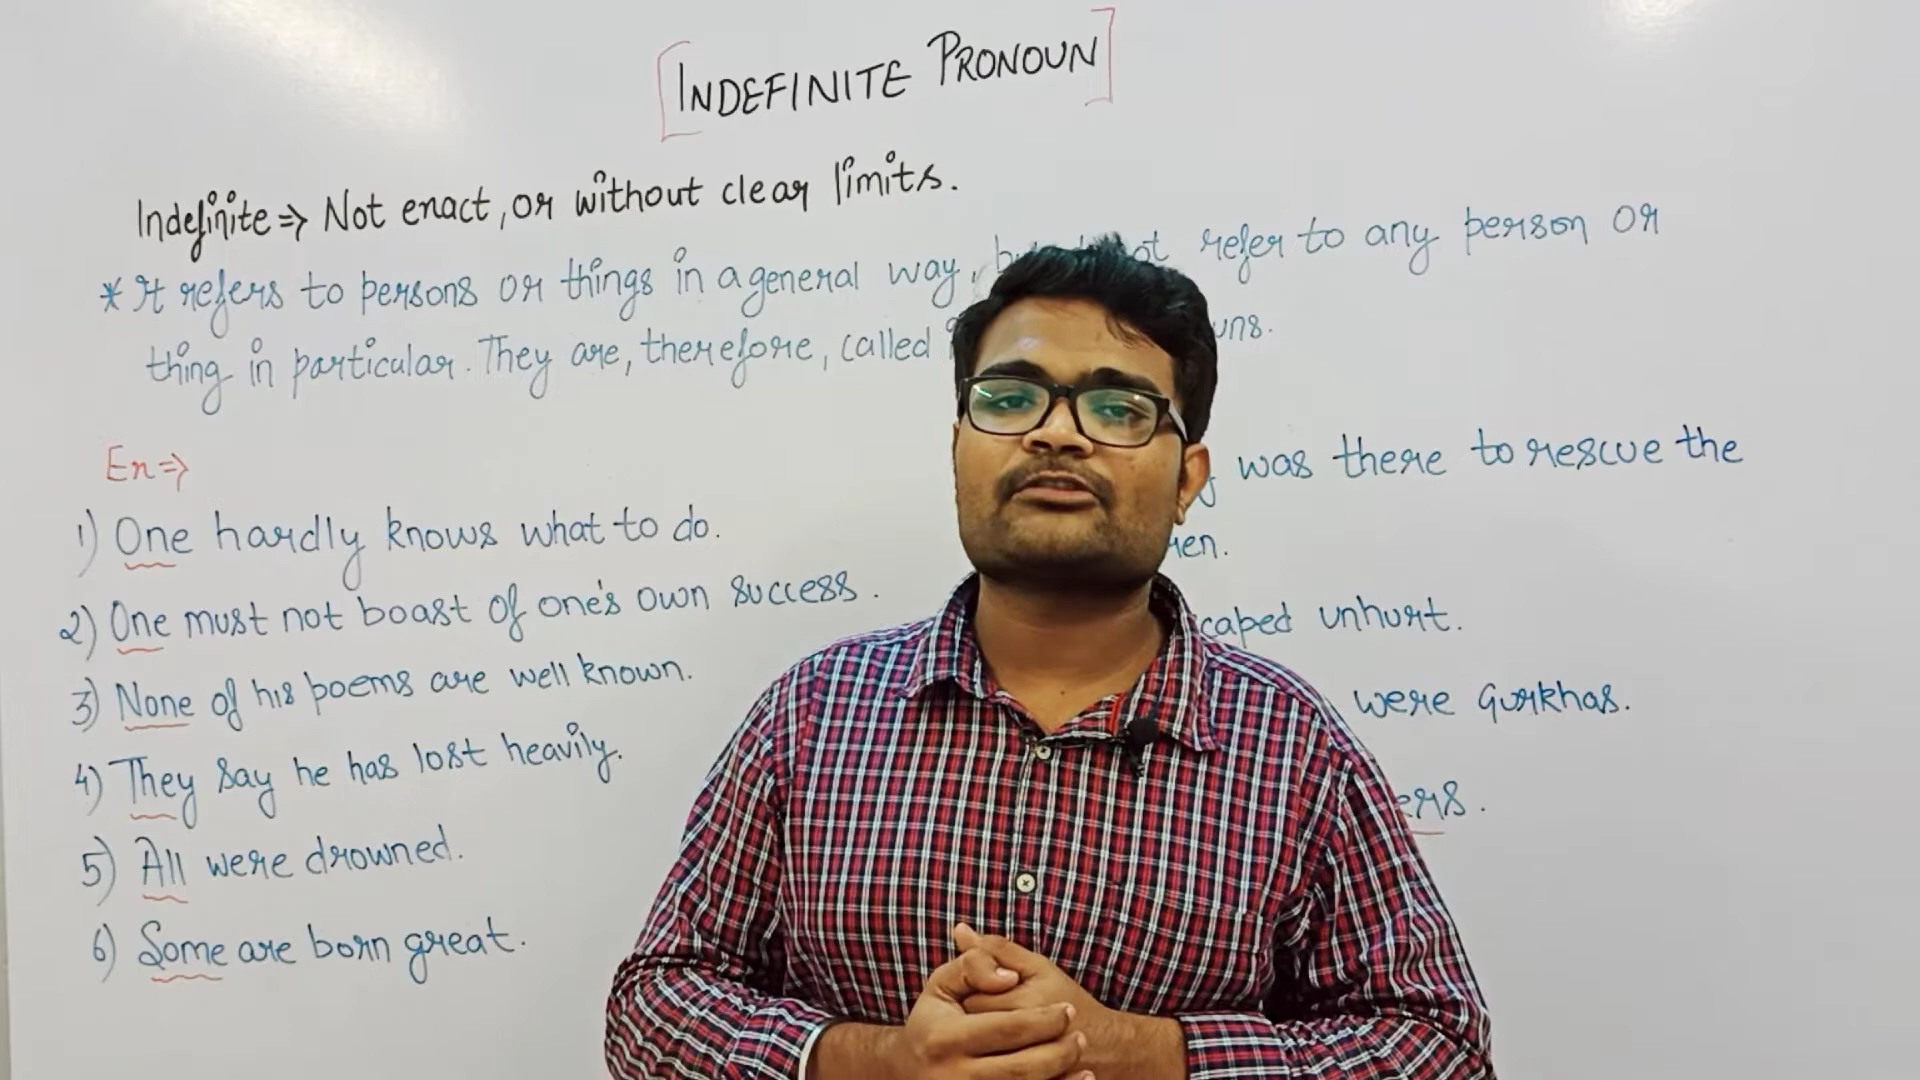 INDEFINITE PRONOUN
Indefinite ⇒ Not exact, or without clear limits.
* It refers to persons or things in a general way, refer to any person or
thing in particular. They are, therefore, called
Ex ⇒
1) One hardly knows what to do.
2) One must not boast of one's own success.
3) None of his poems are well known.
4) They say he has lost heavily.
5) All were drowned.
6) Some are born great.
was there to rescue the
unhurt.
were Gurkhas.